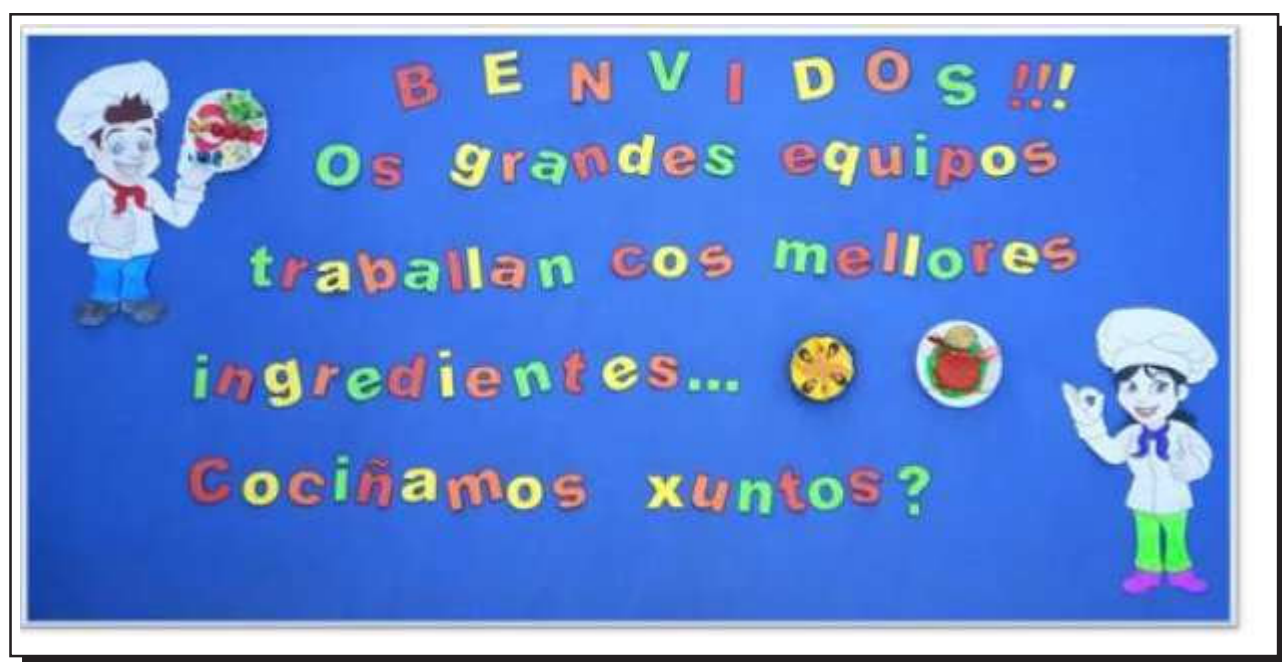 BENVIDOS !!!
Os grandes equipos
traballan cos mellores
ingredientes...
Cociñamos xuntos?